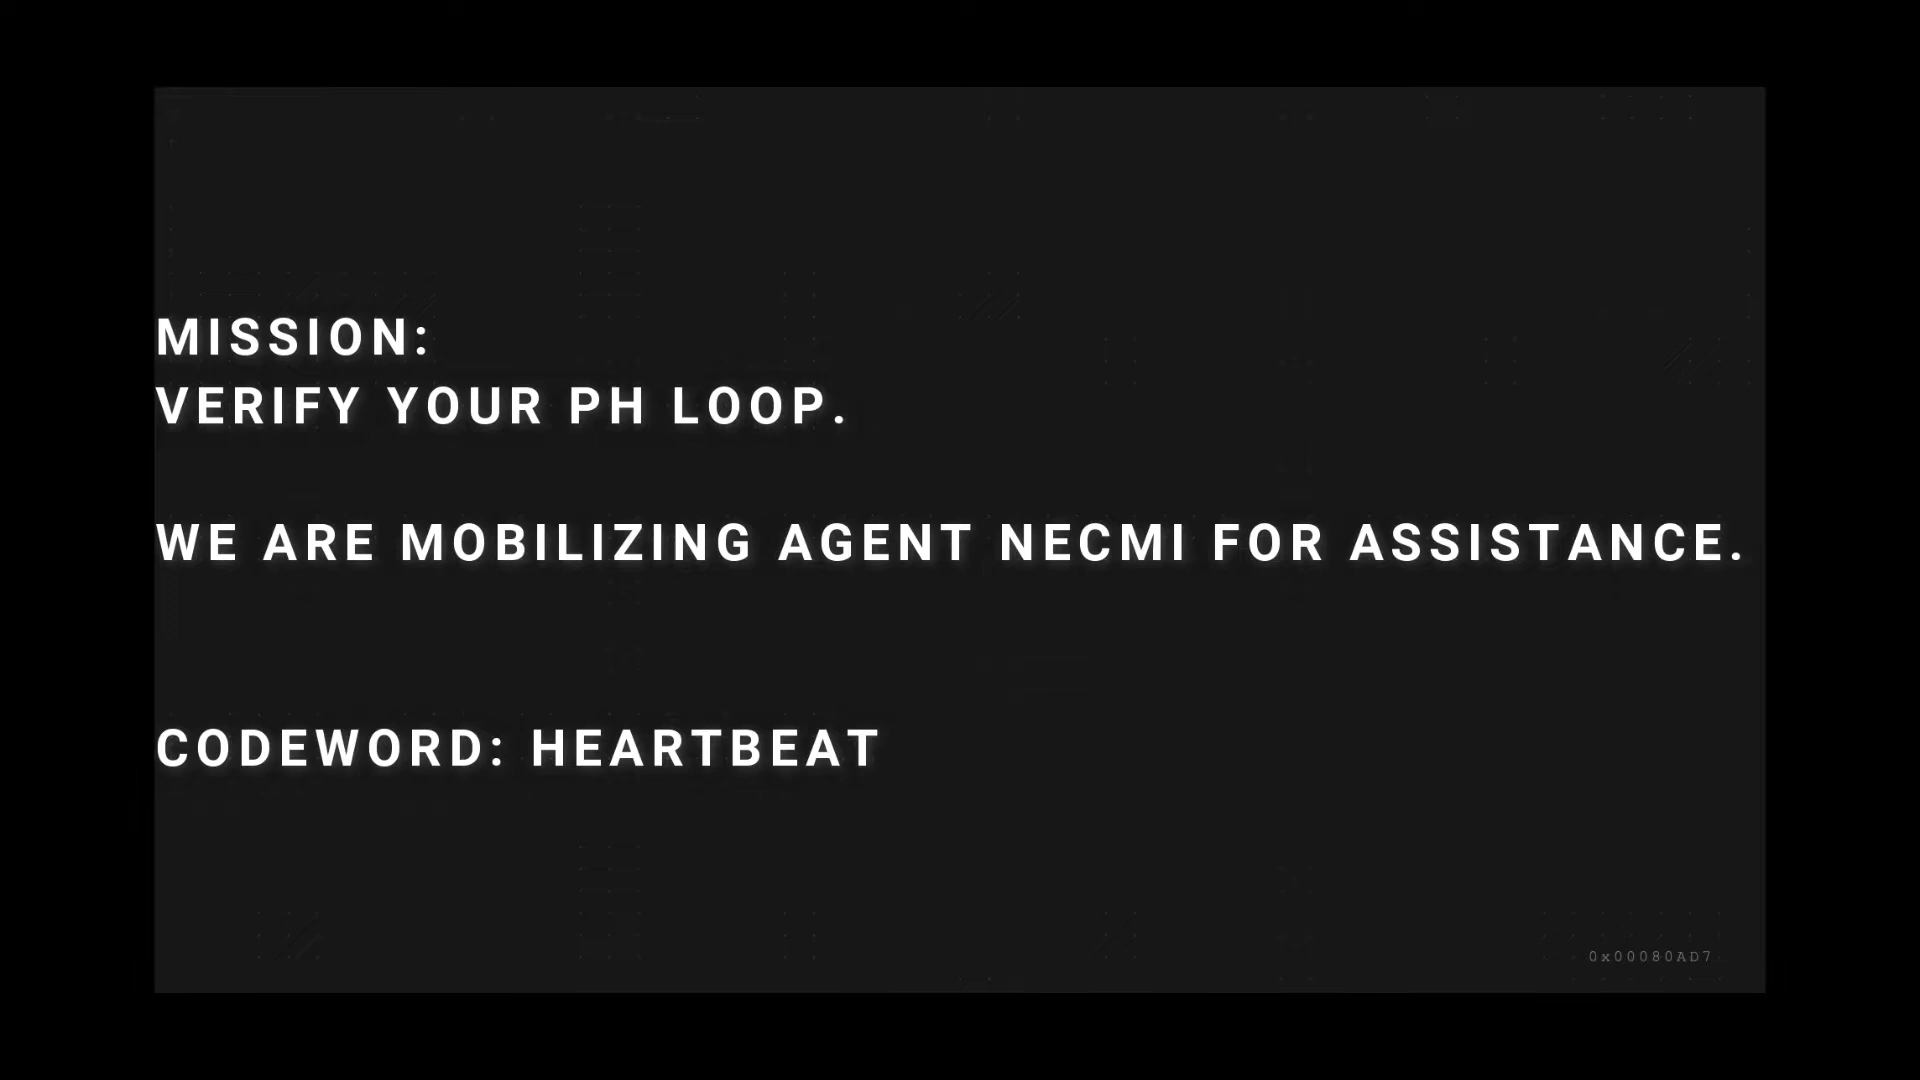 MISSION:
VERIFY YOUR PH LOOP.
WE ARE MOBILIZING AGENT NECMI FOR ASSISTANCE.
CODEWORD: HEARTBEAT
0x00080AD7